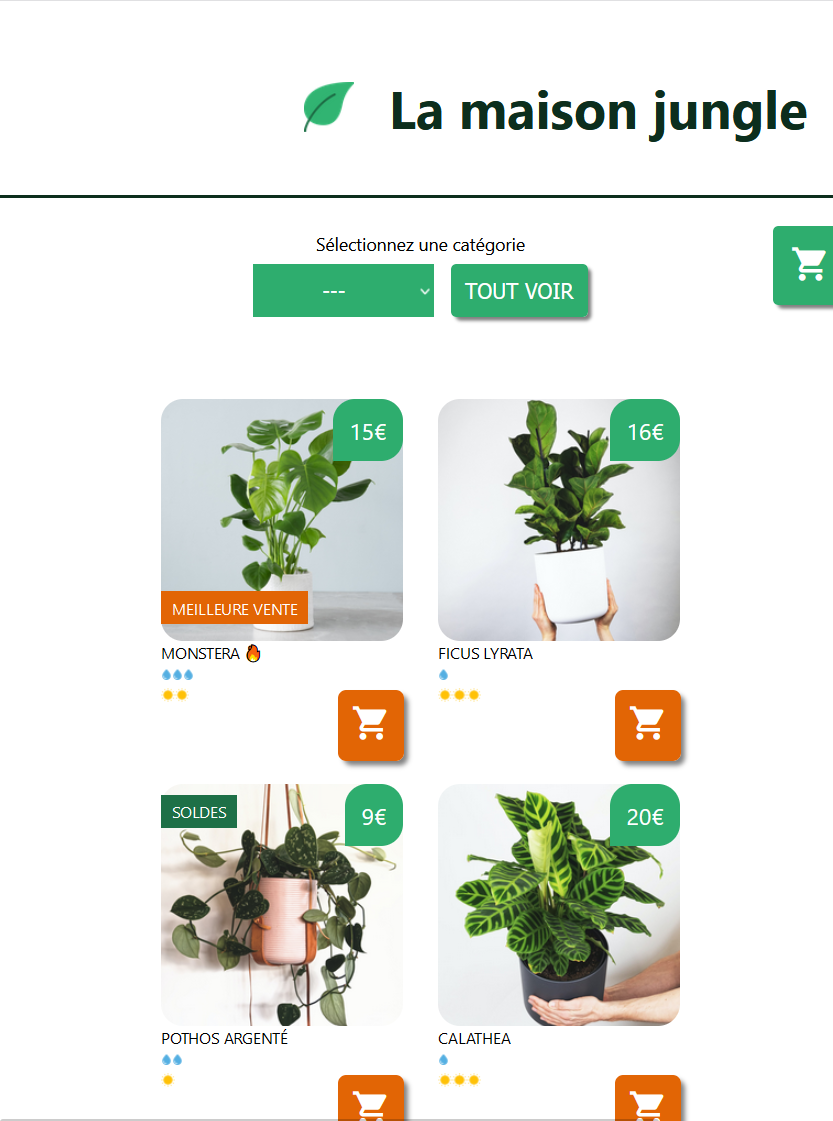 La maison jungle
Sélectionnez une catégorie
---
TOUT VOIR
15€
MEILLEURE VENTE
MONSTERA 🔥
16€
FICUS LYRATA
SOLDES
9€
POTHOS ARGENTÉ
20€
CALATHEA